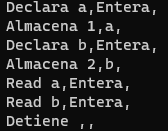 Declara a,Entera,
Almacena 1,a,
Declara b,Entera,
Almacena 2,b,
Read a,Entera,
Read b,Entera,
Detiene ,,